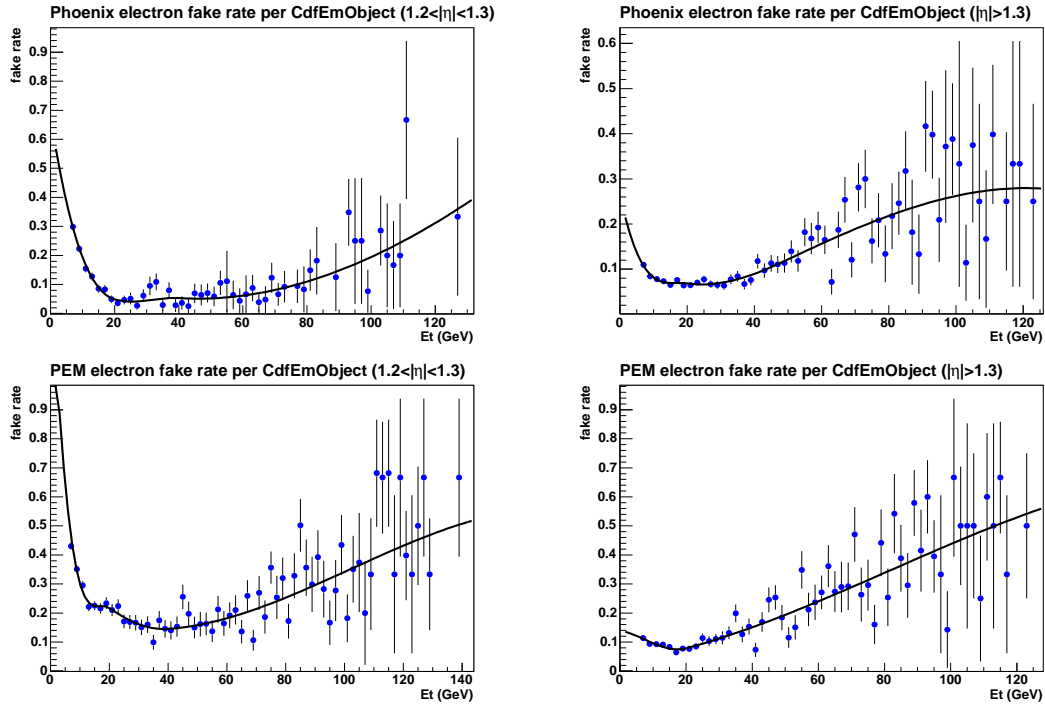 Phoenix electron fake rate per CdfEmObject (1.2<|η|<1.3)
fake rate
0.9
0.8
0.7
0.6
0.5
0.4
0.3
0.2
0.1
0
0 20 40 60 80 100 120
Et (GeV)
Phoenix electron fake rate per CdfEmObject (|η|>1.3)
fake rate
0.6
0.5
0.4
0.3
0.2
0.1
0 20 40 60 80 100 120
Et (GeV)
PEM electron fake rate per CdfEmObject (1.2<|η|<1.3)
fake rate
0.9
0.8
0.7
0.6
0.5
0.4
0.3
0.2
0.1
0
0 20 40 60 80 100 120 140
Et (GeV)
PEM electron fake rate per CdfEmObject (|η|>1.3)
fake rate
0.9
0.8
0.7
0.6
0.5
0.4
0.3
0.2
0.1
0
0 20 40 60 80 100 120
Et (GeV)